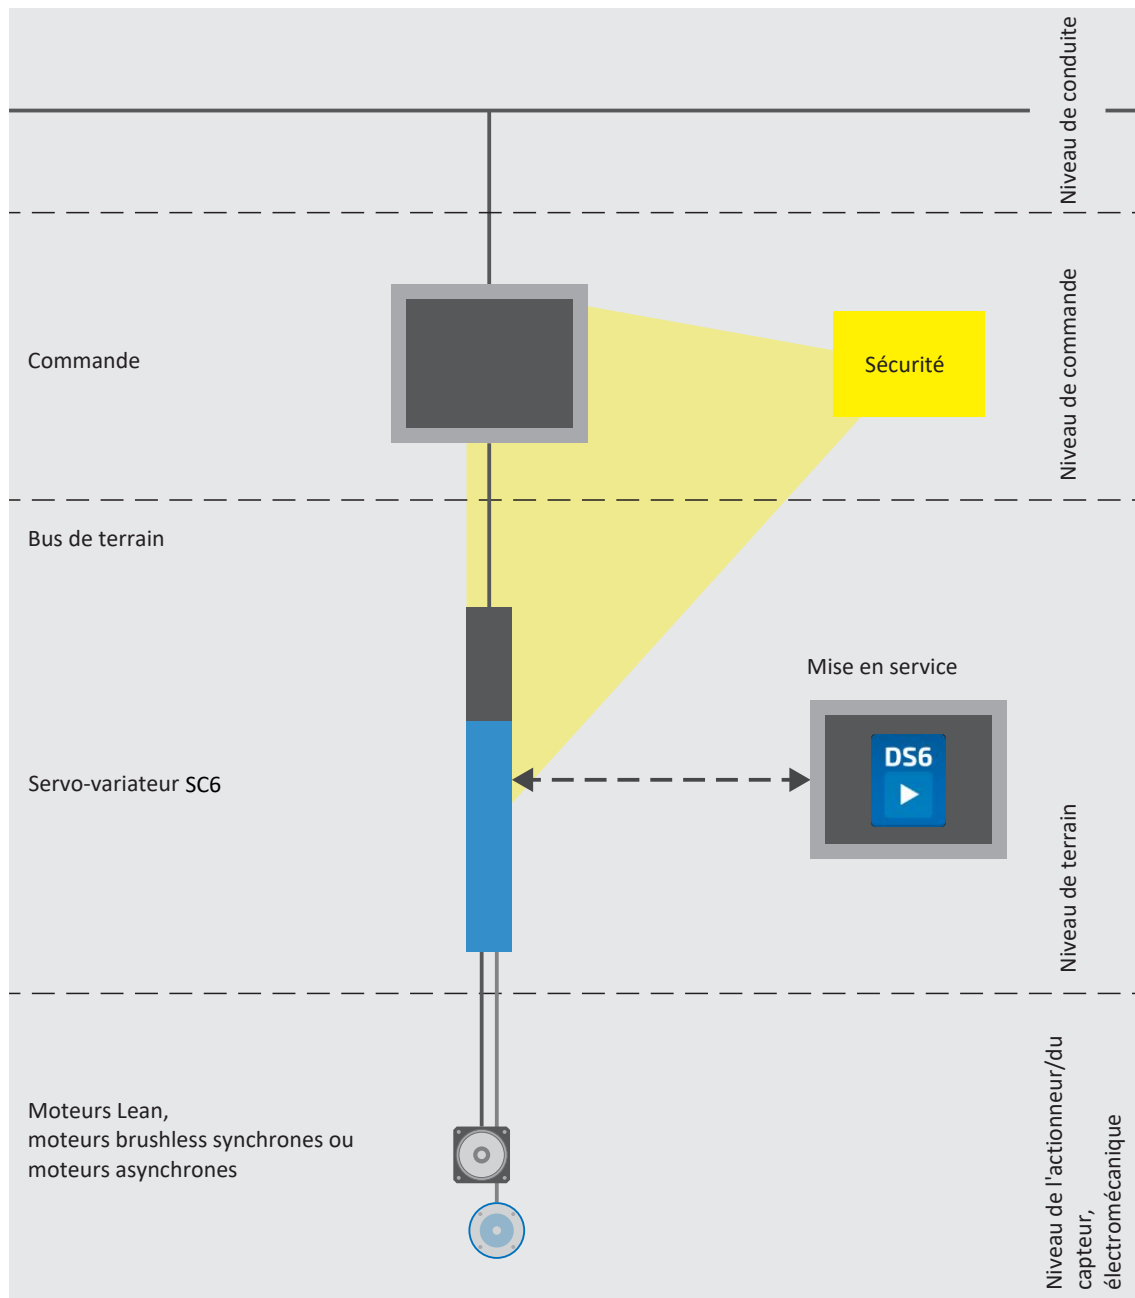 Niveau de conduite
Commande
Sécurité
Niveau de commande
Bus de terrain
Mise en service
DS6
Servo-variateur SC6
Niveau de terrain
Moteurs Lean,
moteurs brushless synchrones ou
moteurs asynchrones
Niveau de l'actionneur/du
capteur,
électromécanique